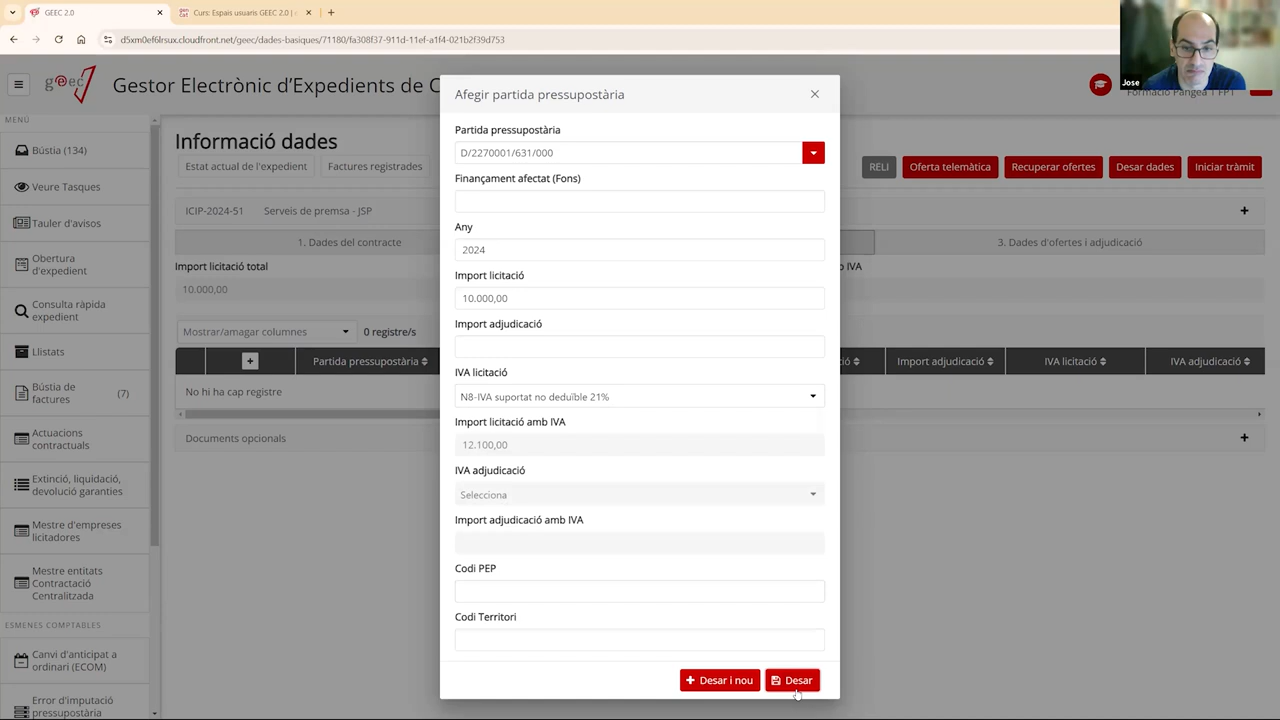 GEEC 2.0
Curs: Espais usuaris GEEC 2.0 | c
d5xm0ef6lrsux.cloudfront.net/geec/dades-basiques/71180/fa308f37-911d-11ef-a1f4-021b2f39d753
Jose
geec
Gestor Electrònic d'Expedients de C
Formació Pangea 1 FP1
MENÚ
Bústia (134)
Veure Tasques
Tauler d'avisos
Obertura
d'expedient
Consulta ràpida
expedient
Llistats
Bústia de
factures
(7)
Actuacions
contractuals
Extinció, liquidació,
devolució garanties
Mestre d'empreses
licitadores
Mestre entitats
Contractació
Centralitzada
ESMENES COMPTABLES
Canvi d'anticipat a
ordinari (ECOM)
Error d'imputació
pressupostària
Informació dades
Estat actual de l'expedient
Factures registrades
RELI
Oferta telemàtica
Recuperar ofertes
Desar dades
Iniciar tràmit
ICIP-2024-51
Serveis de premsa - JSP
1. Dades del contracte
3. Dades d'ofertes i adjudicació
Import licitació total
IVA
10.000,00
Mostrar/amagar columnes
0 registre/s
Partida pressupostària
ió
Import adjudicació
IVA licitació
IVA adjudicació
No hi ha cap registre
Documents opcionals
Afegir partida pressupostària
Partida pressupostària
D/2270001/631/000
Finançament afectat (Fons)
Any
2024
Import licitació
10.000,00
Import adjudicació
IVA licitació
N8-IVA suportat no deduïble 21%
Import licitació amb IVA
12.100,00
IVA adjudicació
Selecciona
Import adjudicació amb IVA
Codi PEP
Codi Territori
Desar i nou
Desar